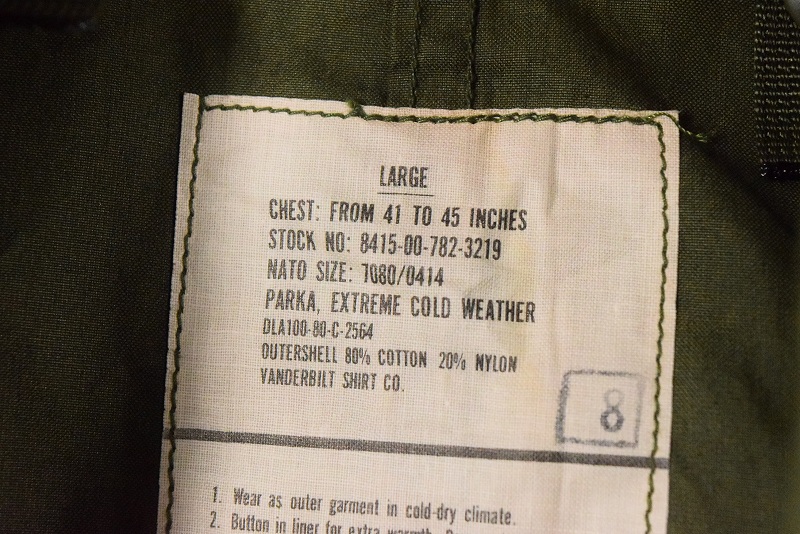 LARGE
CHEST: FROM 41 TO 45 INCHES
STOCK NO: 8415-00-782-3219
NATO SIZE: 7080/0414
PARKA, EXTREME COLD WEATHER
DLA100-80-C-2564
OUTERSHELL 80% COTTON 20% NYLON
VANDERBILT SHIRT CO.
8
1. Wear as outer garment in cold-dry climate.
2. Button in liner for extra warmth.